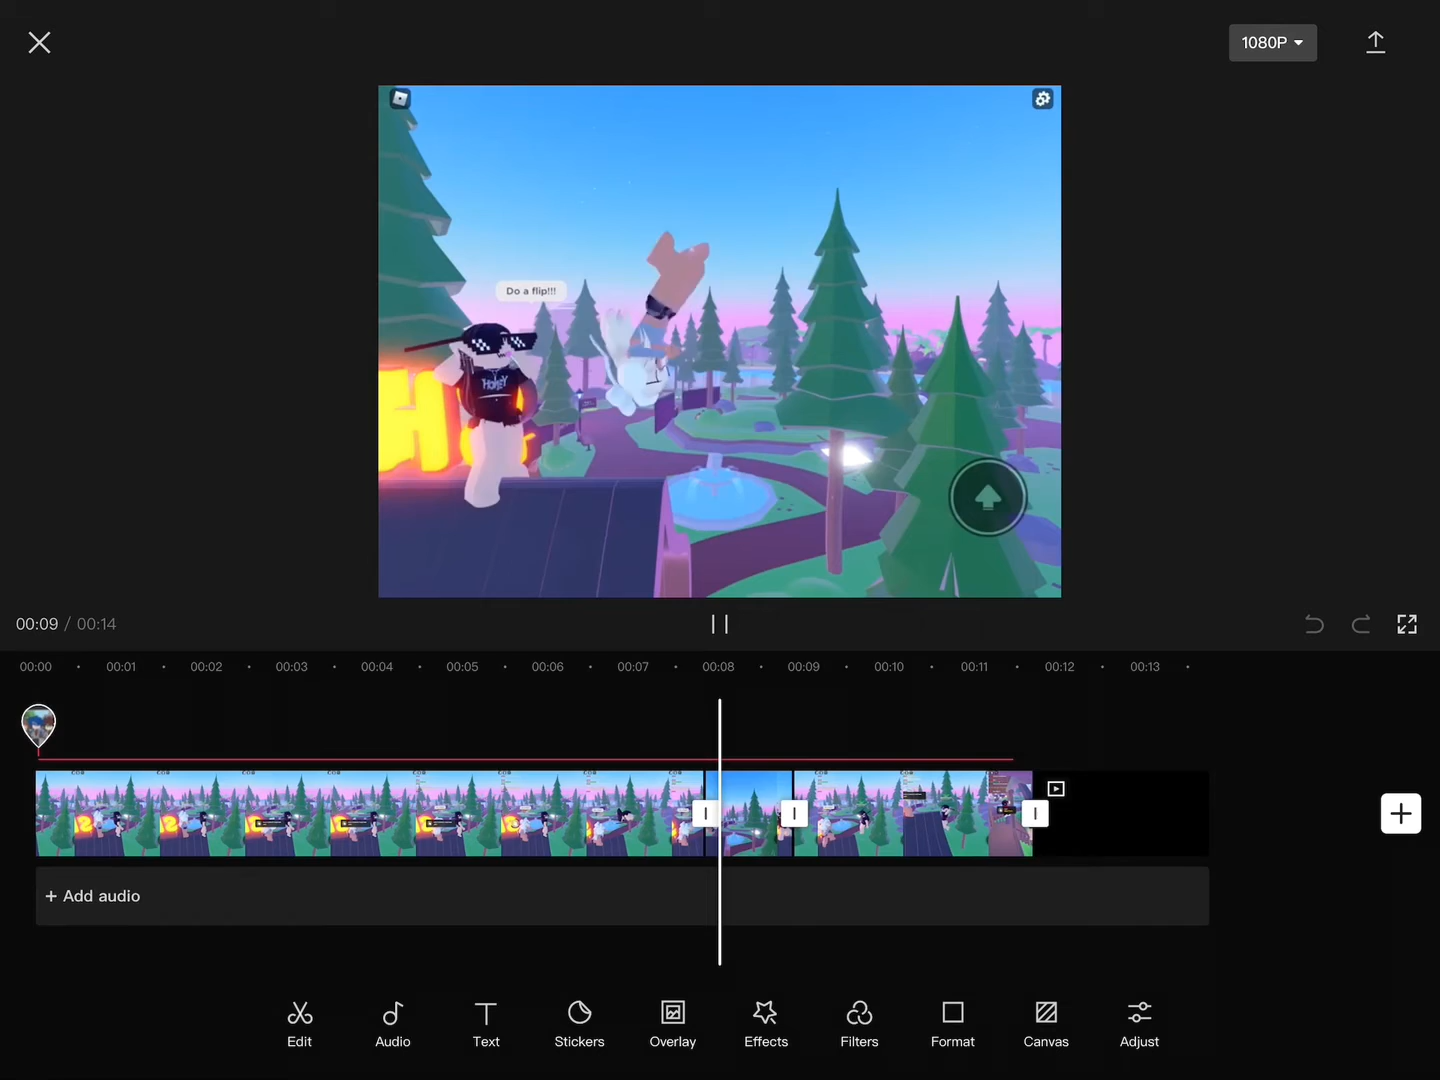 1080P
Do a flip!!!
HOMEY
H
00:09 / 00:14
00:00 00:01 00:02 00:03 00:04 00:05 00:06 00:07 00:08 00:09 00:10 00:11 00:12 00:13
+ Add audio
Edit Audio Text Stickers Overlay Effects Filters Format Canvas Adjust